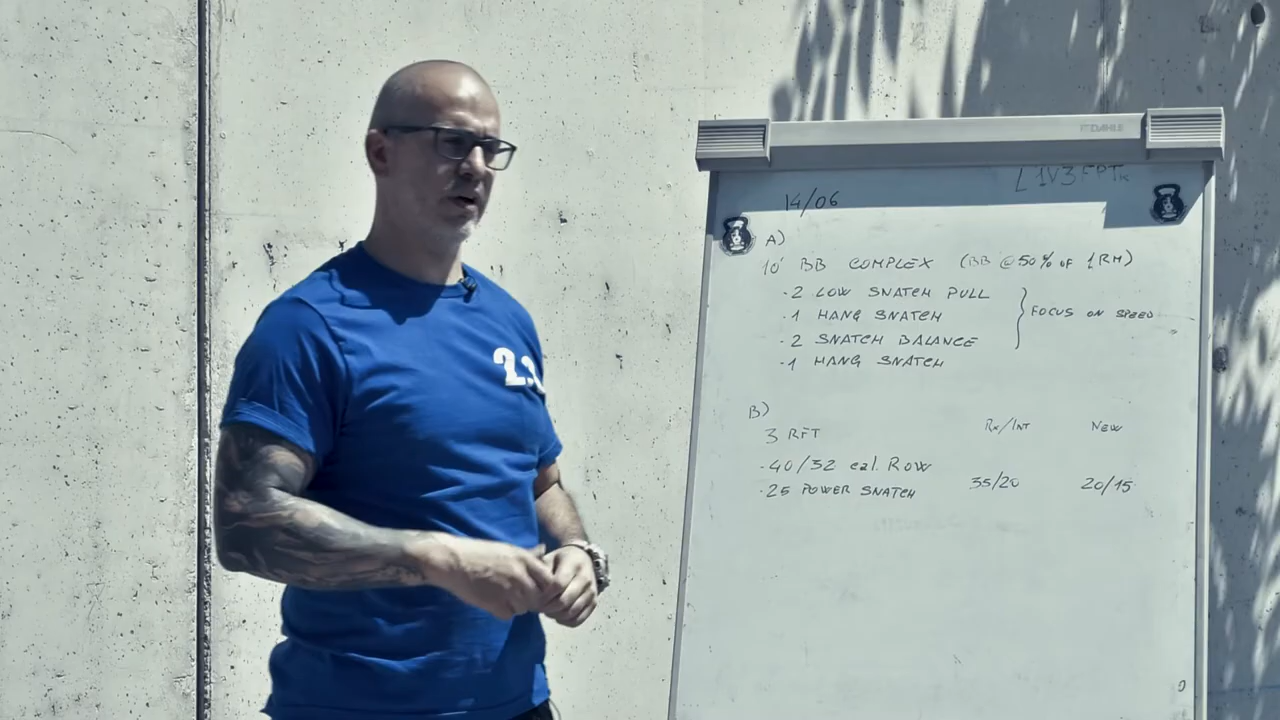 14/06
A)
10' BB COMPLEX (BB @50% OF 1RM)
-2 LOW SNATCH PULL
-1 HANG SNATCH
-2 SNATCH BALANCE
-1 HANG SNATCH
FOCUS ON SPEED
B)
3 RFT
Rx/INT
NEW
-40/32 cal. ROW
-25 POWER SNATCH
35/20
20/15